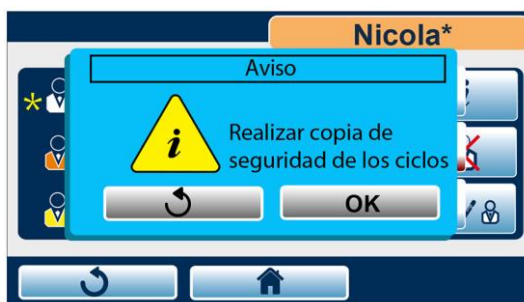 Nicola*
Aviso
i
Realizar copia de
seguridad de los ciclos
OK